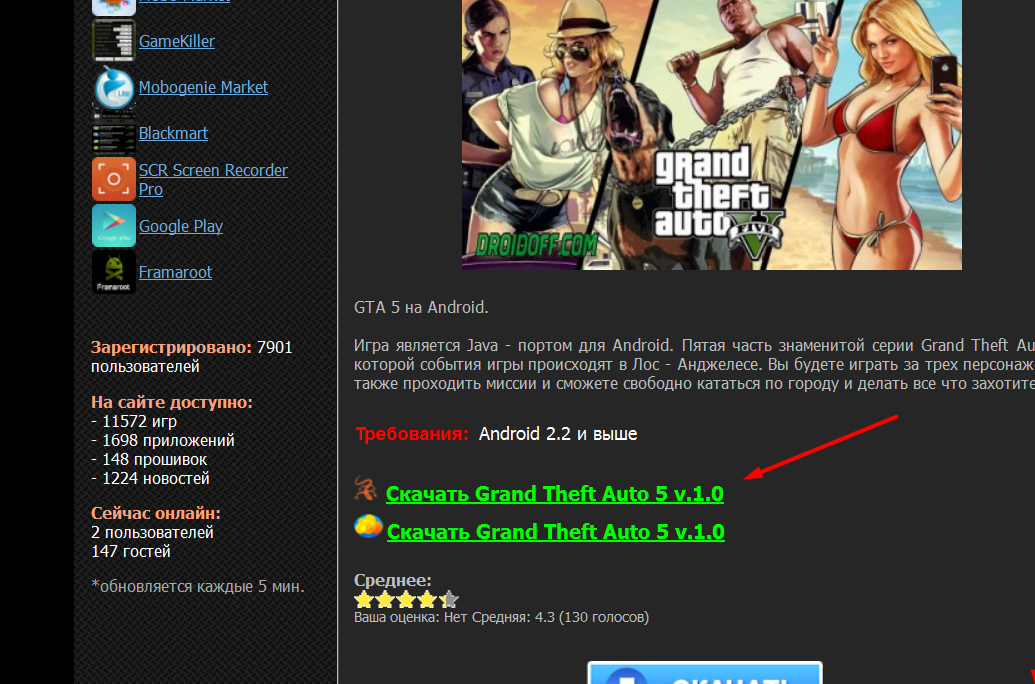 GameKiller
Mobogenie Market
Blackmart
SCR Screen Recorder
Pro
Google Play
Framaroot
Framaroot
Зарегистрировано: 7901
пользователей
На сайте доступно:
- 11572 игр
- 1698 приложений
- 148 прошивок
- 1224 новостей
Сейчас онлайн:
2 пользователей
147 гостей
*обновляется каждые 5 мин.
grand
theft
auto
FIVE
DROIDOFF.COM
GTA 5 на Android.
Игра является Java - портом для Android. Пятая часть знаменитой серии Grand Theft Au
которой события игры происходят в Лос - Анджелесе. Вы будете играть за трех персонаж
также проходить миссии и сможете свободно кататься по городу и делать все что захотите
Требования: Android 2.2 и выше
Скачать Grand Theft Auto 5 v.1.0
Скачать Grand Theft Auto 5 v.1.0
Среднее:
Ваша оценка: Нет Средняя: 4.3 (130 голосов)
СКАЧАТЬ